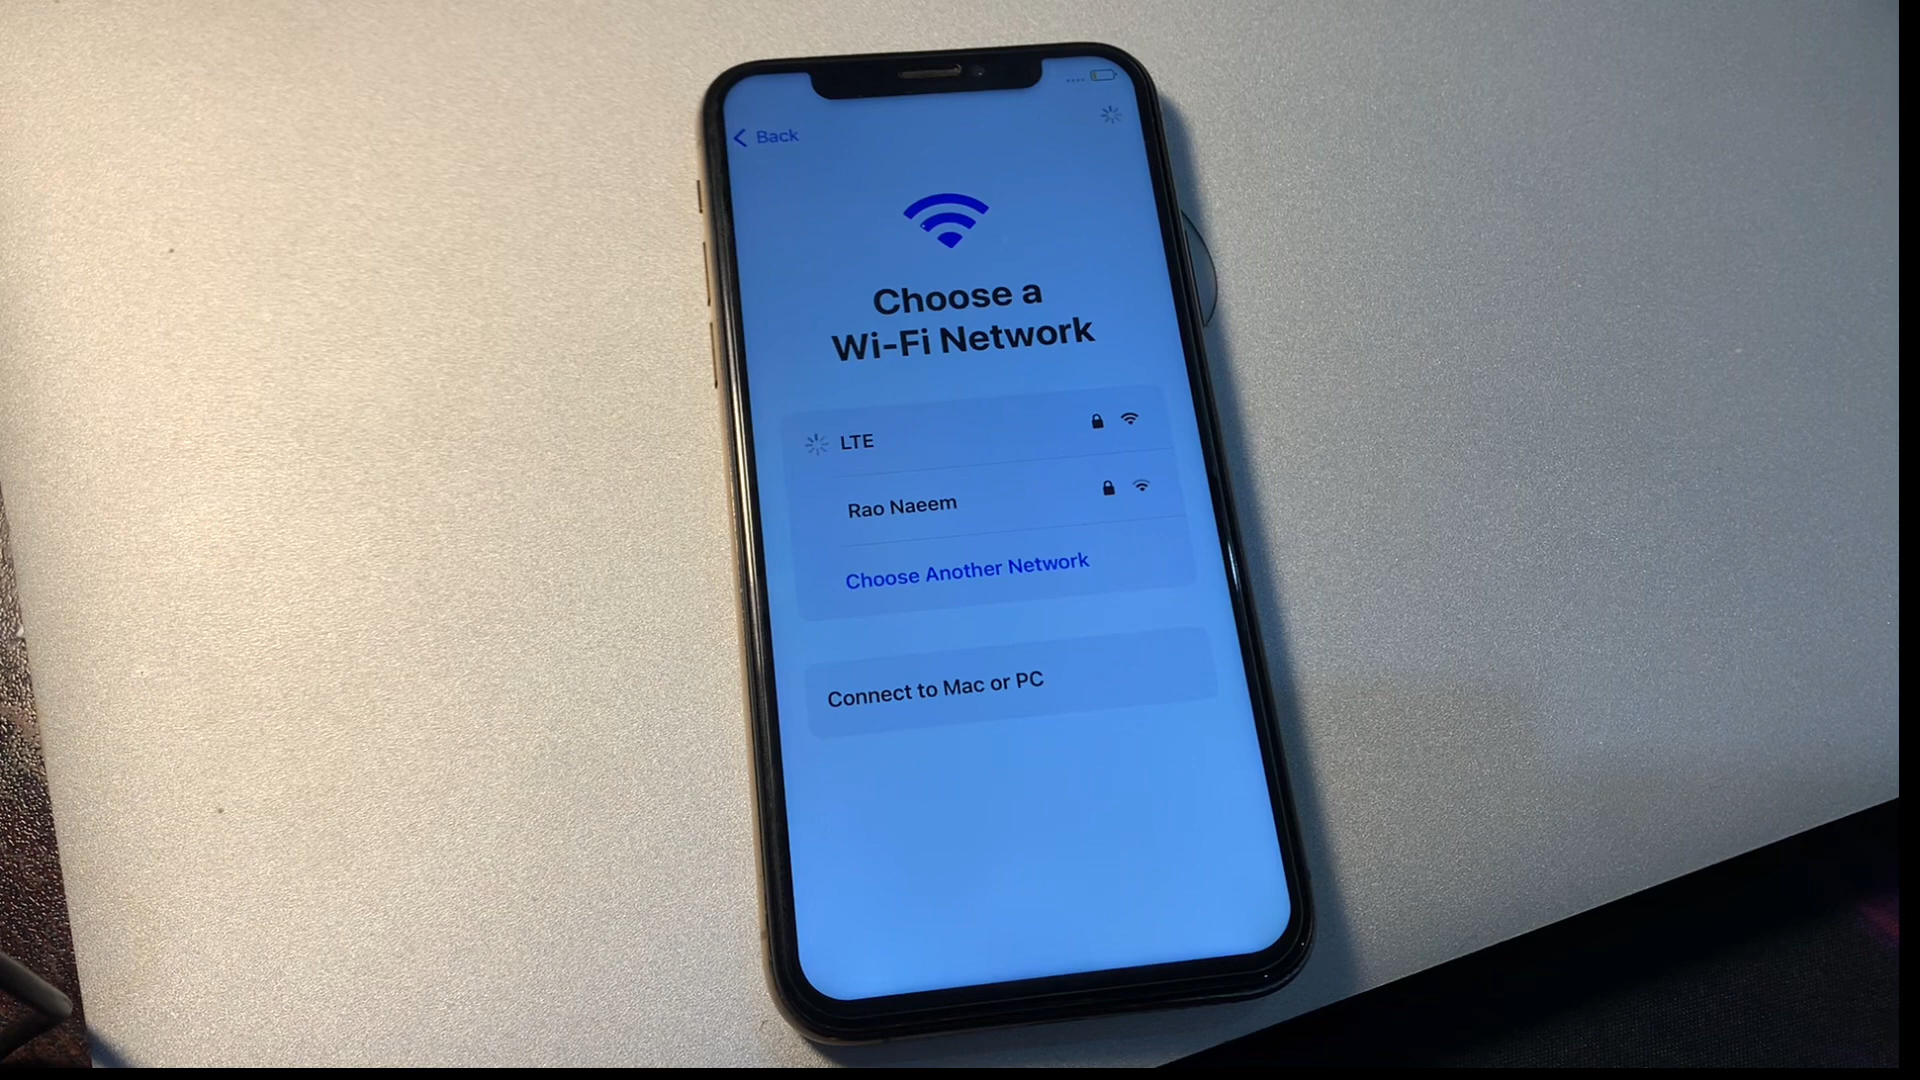 Back
Choose a
Wi-Fi Network
LTE
Rao Naeem
Choose Another Network
Connect to Mac or PC